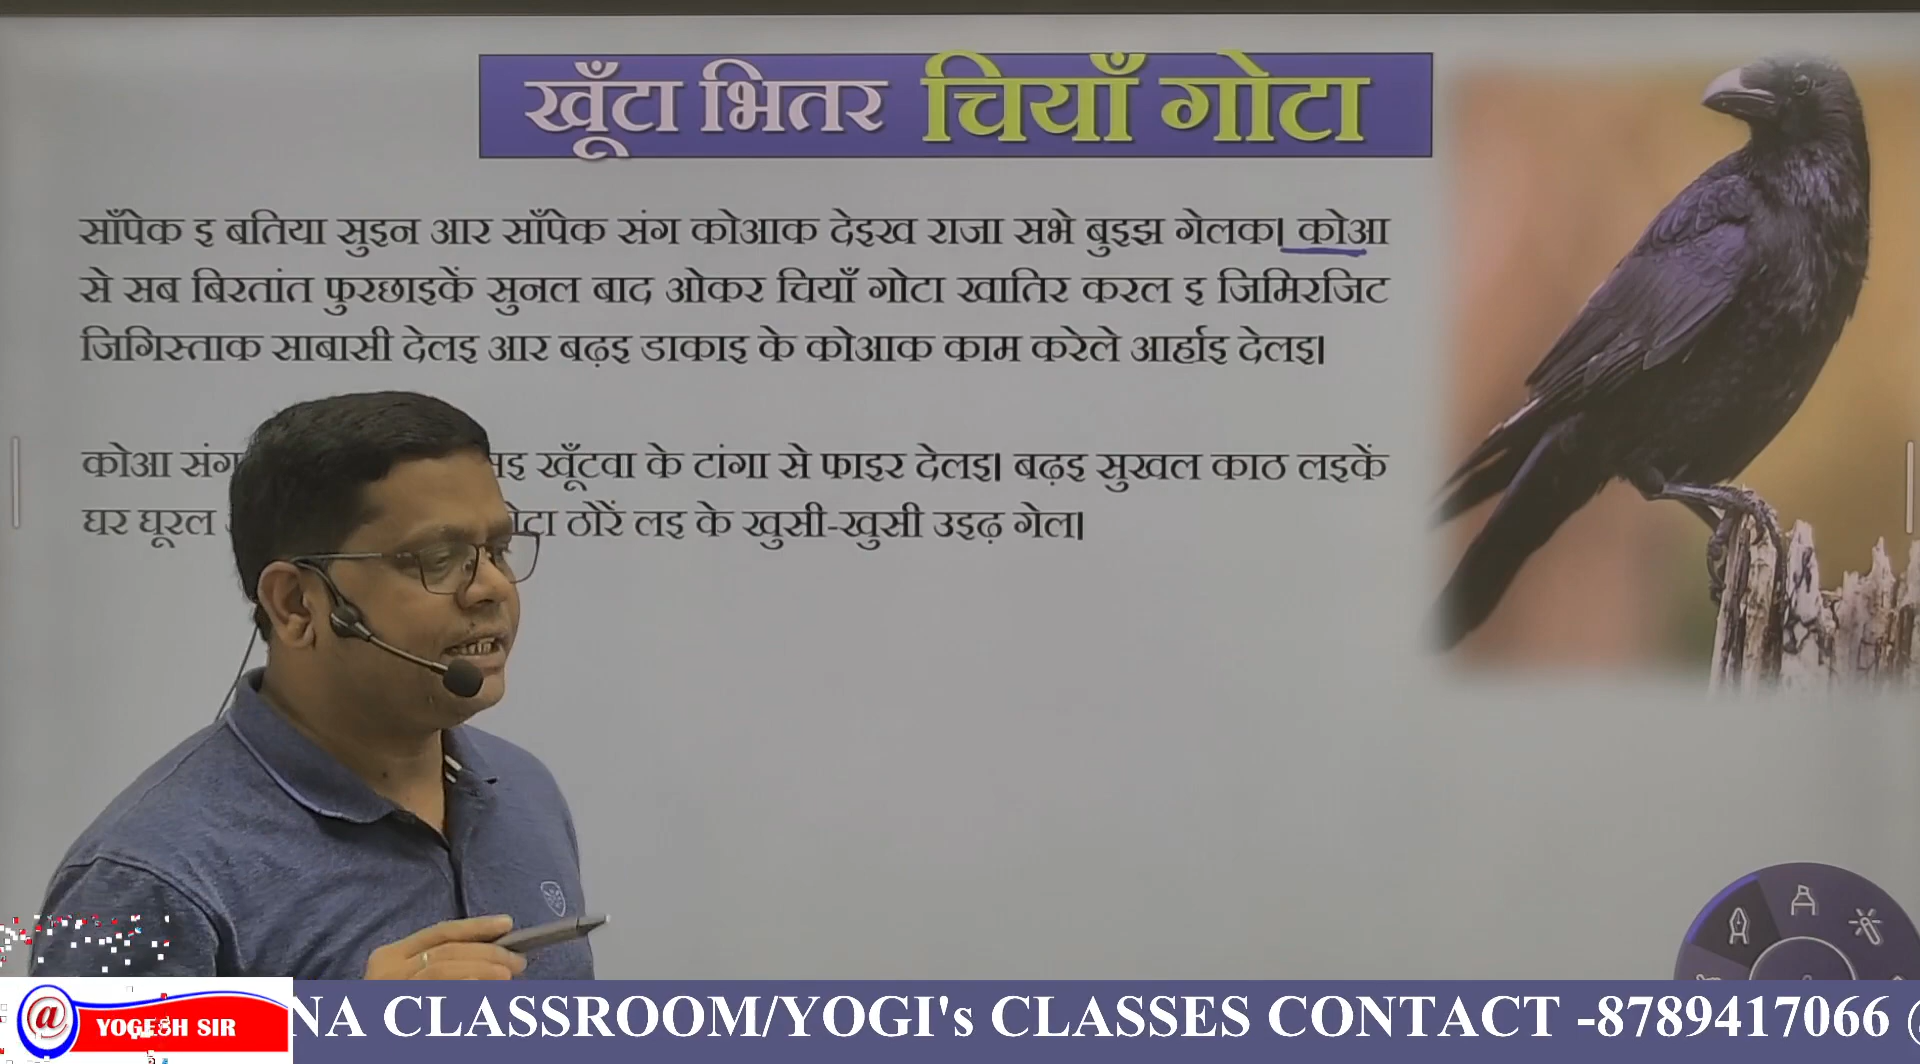 खूँटा भितर चियाँ गोटा
साँपेक इ बतिया सुइन आर साँपेक संग कोआक देइख राजा सभे बुइझ गेलक। कोआ
से सब बिरतांत फुरछाइकें सुनल बाद ओकर चियाँ गोटा खातिर करल इ जिमिरजिट
जिगिस्ताक साबासी देलइ आर बढ़इ डाकाइ के कोआक काम करेले आर्हाइ देलइ।
कोआ संग खूँटवा के टांगा से फाइर देलइ। बढ़इ सुखल काठ लइकें
घर घूरल ठोरें लइ के खुसी-खुसी उइढ़ गेल।
@ YOGESH SIR
NA CLASSROOM/YOGI's CLASSES CONTACT -8789417066 @